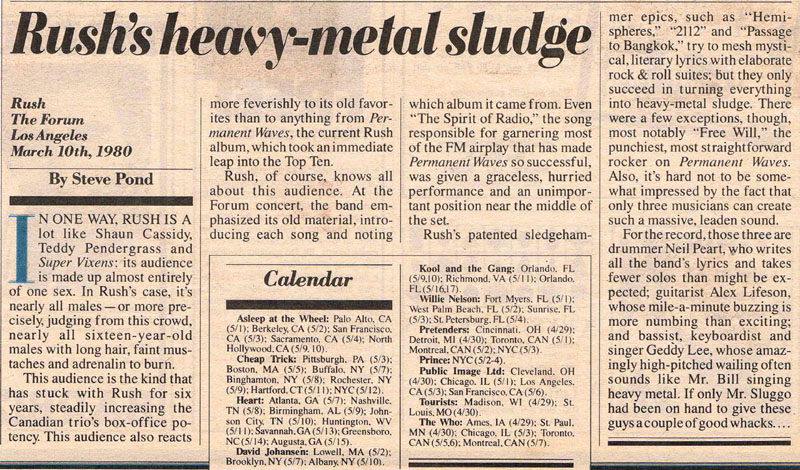 Rush's heavy-metal sludge
Rush
The Forum
Los Angeles
March 10th, 1980
By Steve Pond
IN ONE WAY, RUSH IS A
lot like Shaun Cassidy,
Teddy Pendergrass and
Super Vixens: its audience
is made up almost entirely
of one sex. In Rush's case, it's
nearly all males—or more pre-
cisely, judging from this crowd,
nearly all sixteen-year-old
males with long hair, faint mus-
taches and adrenalin to burn.
This audience is the kind that
has stuck with Rush for six
years, steadily increasing the
Canadian trio's box-office po-
tency. This audience also reacts
more feverishly to its old favor-
ites than to anything from Per-
manent Waves, the current Rush
album, which took an immediate
leap into the Top Ten.
Rush, of course, knows all
about this audience. At the
Forum concert, the band em-
phasized its old material, intro-
ducing each song and noting
which album it came from. Even
"The Spirit of Radio," the song
responsible for garnering most
of the FM airplay that has made
Permanent Waves so successful,
was given a graceless, hurried
performance and an unimpor-
tant position near the middle of
the set.
Rush's patented sledgeham-
mer epics, such as "Hemi-
spheres," "2112" and "Passage
to Bangkok," try to mesh mysti-
cal, literary lyrics with elaborate
rock & roll suites; but they only
succeed in turning everything
into heavy-metal sludge. There
were a few exceptions, though,
most notably "Free Will," the
punchiest, most straightforward
rocker on Permanent Waves.
Also, it's hard not to be some-
what impressed by the fact that
only three musicians can create
such a massive, leaden sound.
For the record, those three are
drummer Neil Peart, who writes
all the band's lyrics and takes
fewer solos than might be ex-
pected; guitarist Alex Lifeson,
whose mile-a-minute buzzing is
more numbing than exciting;
and bassist, keyboardist and
singer Geddy Lee, whose amaz-
ingly high-pitched wailing often
sounds like Mr. Bill singing
heavy metal. If only Mr. Sluggo
had been on hand to give these
guys a couple of good whacks....
Calendar
Asleep at the Wheel: Palo Alto, CA
(5/1); Berkeley, CA (5/2); San Francisco,
CA (5/3); Sacramento, CA (5/4); North
Hollywood, CA (5/9, 10).
Cheap Trick: Pittsburgh, PA (5/3);
Boston, MA (5/5); Buffalo, NY (5/7);
Binghamton, NY (5/8); Rochester, NY
(5/9); Hartford, CT (5/11); NYC (5/12).
Heart: Atlanta, GA (5/7); Nashville,
TN (5/8); Birmingham, AL (5/9); John-
son City, TN (5/10); Huntington, WV
(5/11); Savannah, GA (5/13); Greensboro,
NC (5/14); Augusta, GA (5/15).
David Johansen: Lowell, MA (5/2);
Brooklyn, NY (5/7); Albany, NY (5/10).
Kool and the Gang: Orlando, FL
(5/9,10); Richmond, VA (5/11); Orlando,
FL (5/16,17).
Willie Nelson: Fort Myers, FL (5/1);
West Palm Beach, FL (5/2); Sunrise, FL
(5/3); St. Petersburg, FL (5/4).
Pretenders: Cincinnati, OH (4/29);
Detroit, MI (4/30); Toronto, CAN (5/1);
Montreal, CAN (5/2); NYC (5/3).
Prince: NYC (5/2-4).
Public Image Ltd: Cleveland, OH
(4/30); Chicago, IL (5/1); Los Angeles,
CA (5/3); San Francisco, CA (5/6).
Tourists: Madison, WI (4/29); St.
Louis, MO (4/30).
The Who: Ames, IA (4/29); St. Paul,
MN (4/30); Chicago, IL (5/3); Toronto,
CAN (5/5,6); Montreal, CAN (5/7).